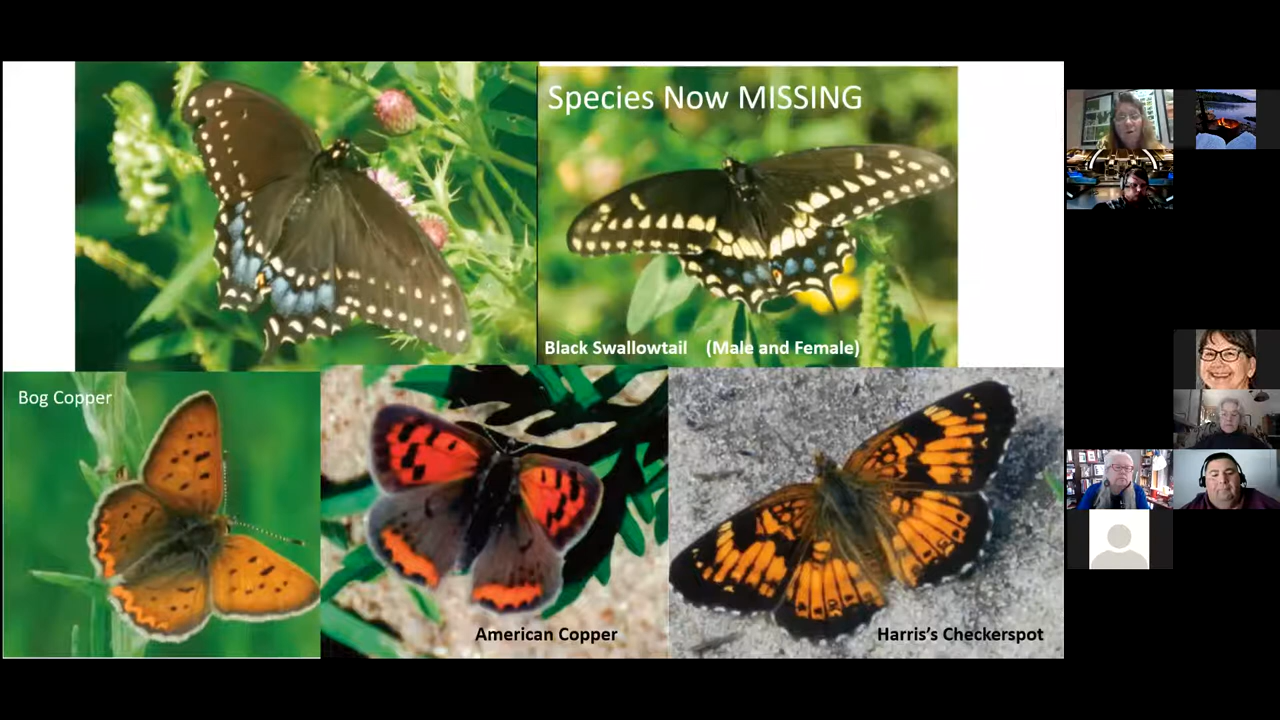 Species Now MISSING
Black Swallowtail (Male and Female)
Bog Copper
American Copper
Harris's Checkerspot